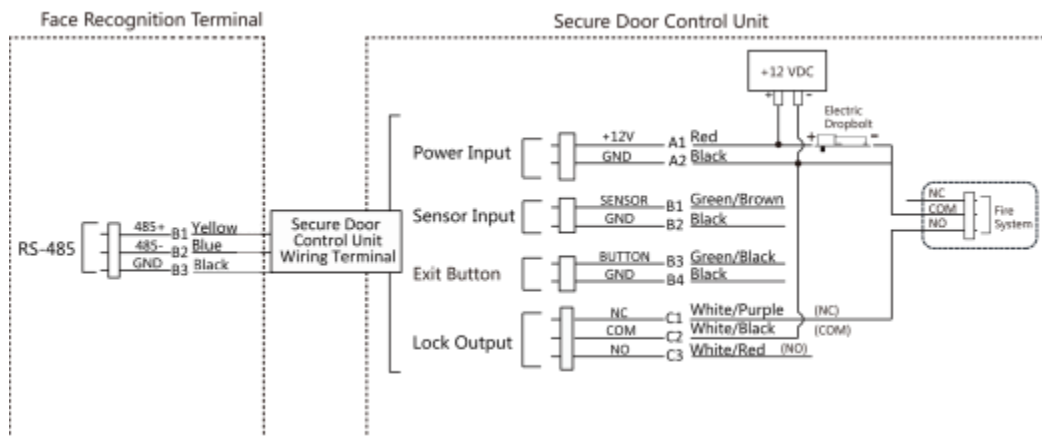 Face Recognition Terminal
Secure Door Control Unit
+12 VDC
+ -
Electric
Dropbolt
+ -
Power Input
+12V A1 Red
GND A2 Black
Sensor Input
SENSOR B1 Green/Brown
GND B2 Black
Exit Button
BUTTON B3 Green/Black
GND B4 Black
Lock Output
NC C1 White/Purple (NC)
COM C2 White/Black (COM)
NO C3 White/Red (NO)
RS-485
485+ B1 Yellow
485- B2 Blue
GND B3 Black
Secure Door
Control Unit
Wiring Terminal
NC
COM
NO
Fire
System